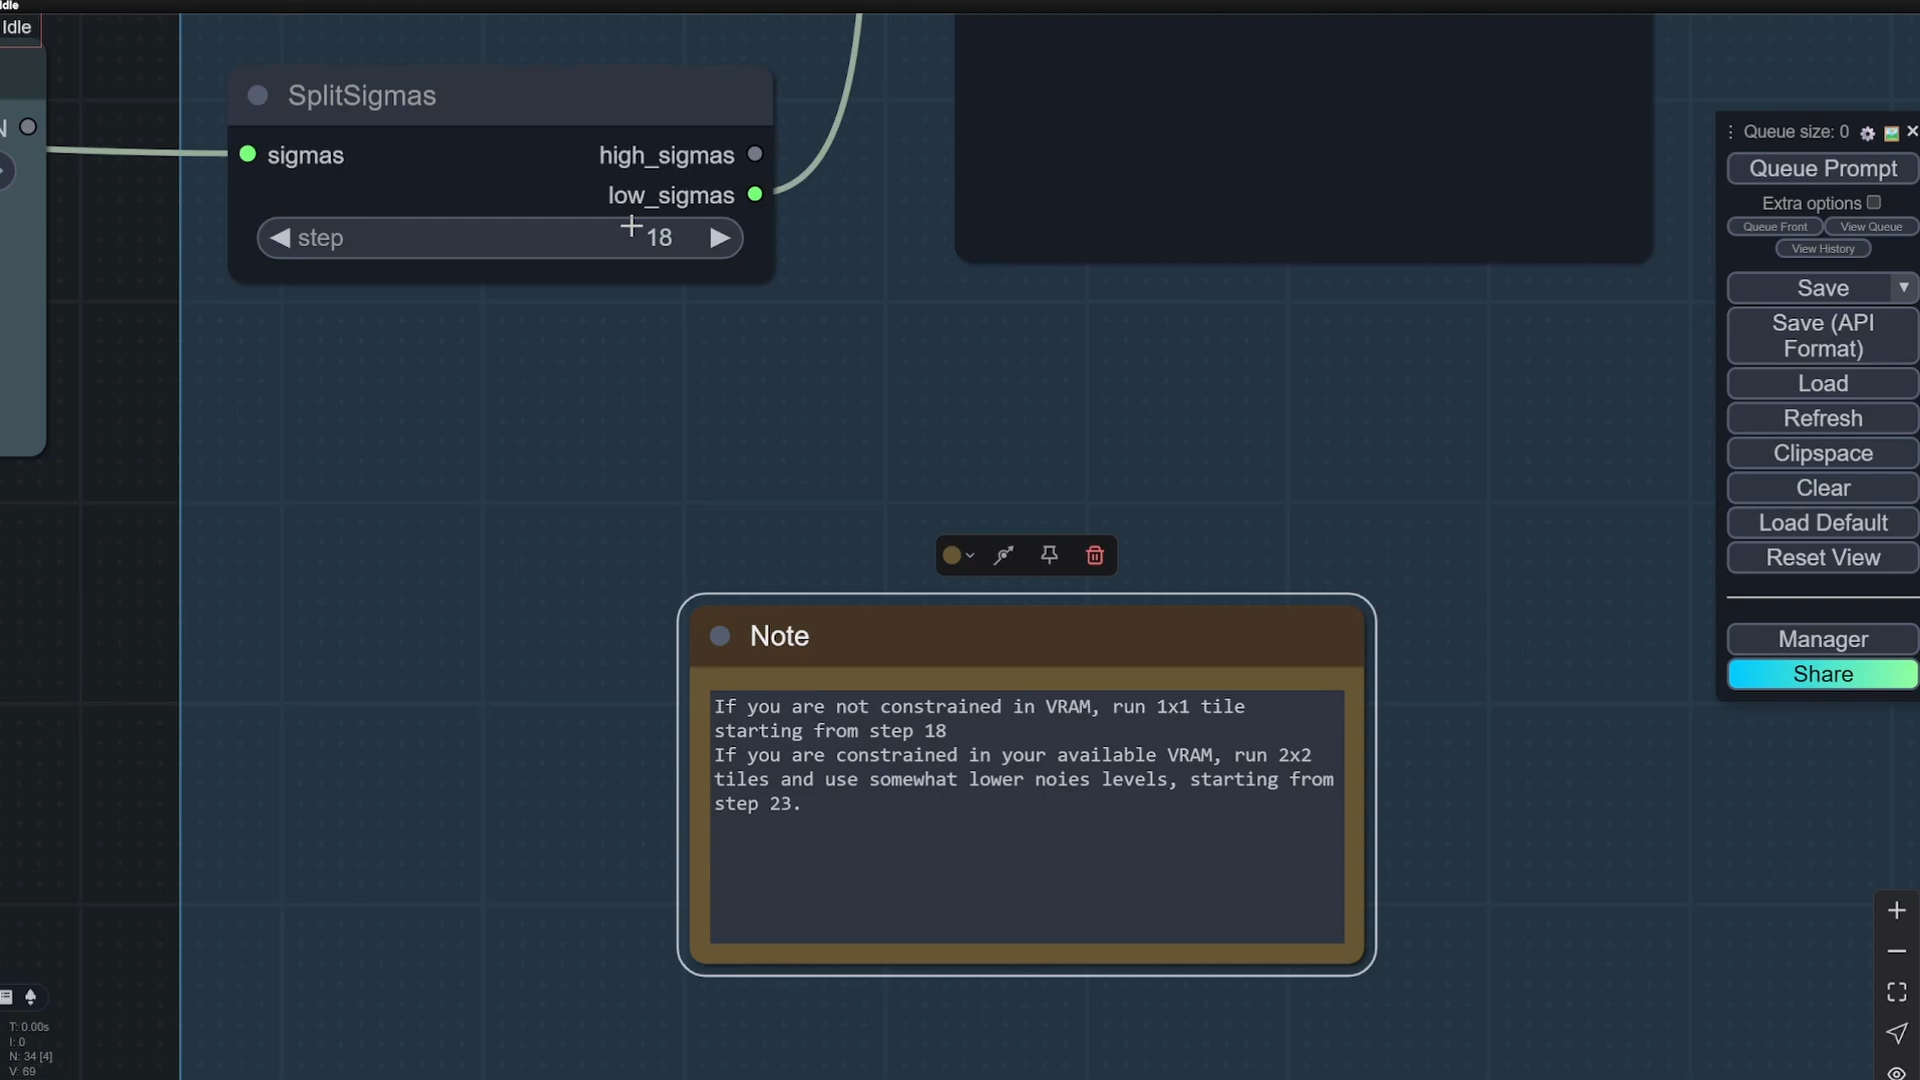 Idle
Idle
SplitSigmas
N
sigmas
high_sigmas
low_sigmas
step
18
Queue size: 0
Queue Prompt
Extra options
Queue Front
View Queue
View History
Save
Save (API
Format)
Load
Refresh
Clipspace
Clear
Load Default
Reset View
Manager
Share
Note
If you are not constrained in VRAM, run 1x1 tile
starting from step 18
If you are constrained in your available VRAM, run 2x2
tiles and use somewhat lower noies levels, starting from
step 23.
T: 0.00s
I: 0
N: 34 [4]
V: 69